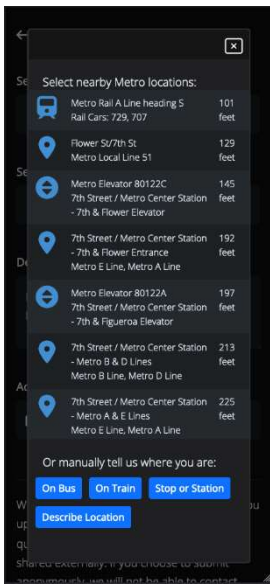 Select nearby Metro locations:
Metro Rail A Line heading S 101
Rail Cars: 729, 707 feet
Flower St/7th St 129
Metro Local Line 51 feet
Metro Elevator 80122C 145
7th Street / Metro Center Station feet
- 7th & Flower Elevator
7th Street / Metro Center Station 192
- 7th & Flower Entrance feet
Metro E Line, Metro A Line
Metro Elevator 80122A 197
7th Street / Metro Center Station feet
- 7th & Figueroa Elevator
7th Street / Metro Center Station 213
- Metro B & D Lines feet
Metro B Line, Metro D Line
7th Street / Metro Center Station 225
- Metro A & E Lines feet
Metro E Line, Metro A Line
Or manually tell us where you are:
On Bus On Train Stop or Station
Describe Location
shared externally. If you choose to submit
anonymously, we will not be able to contact